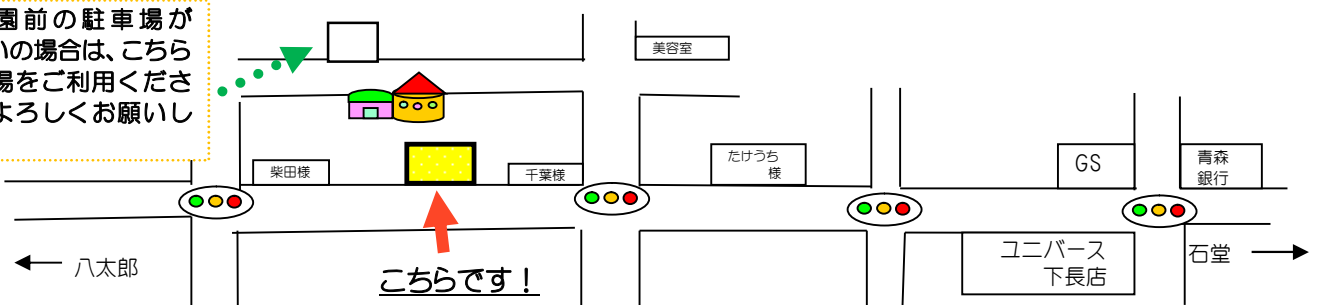 園前の駐車場が
いの場合は、こちら
場をご利用くださ
よろしくお願いし
美容室
柴田様
千葉様
たけうち
様
GS
青森
銀行
八太郎
こちらです！
ユニバース
下長店
石堂